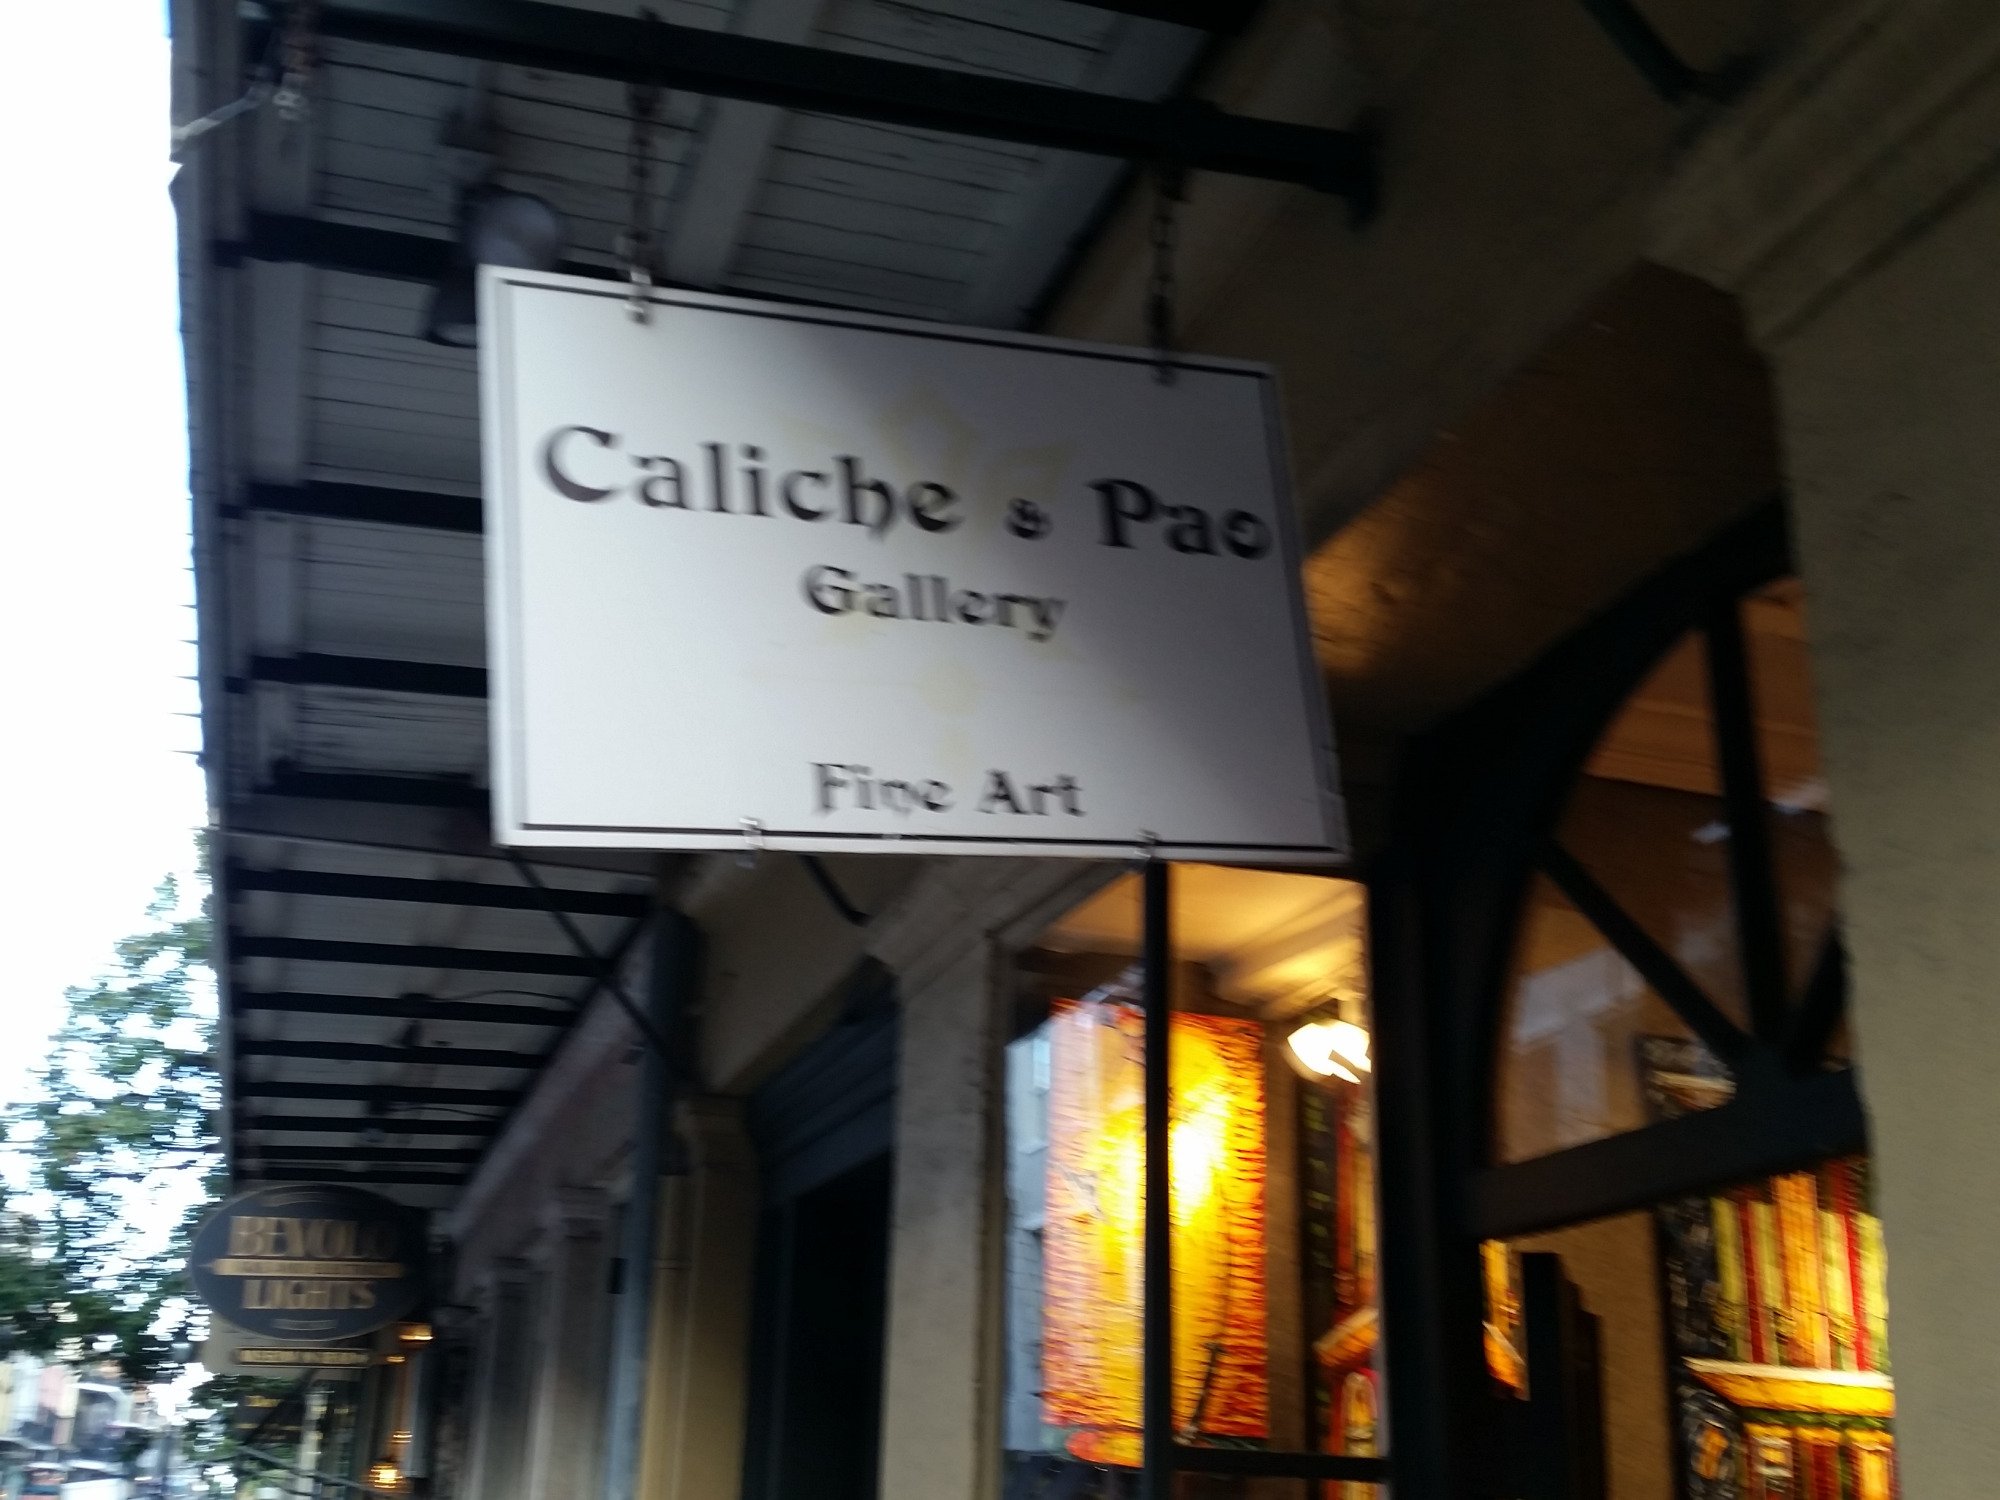 Caliche & Pao
Gallery
Fine Art
BEVOLO
LIGHTS